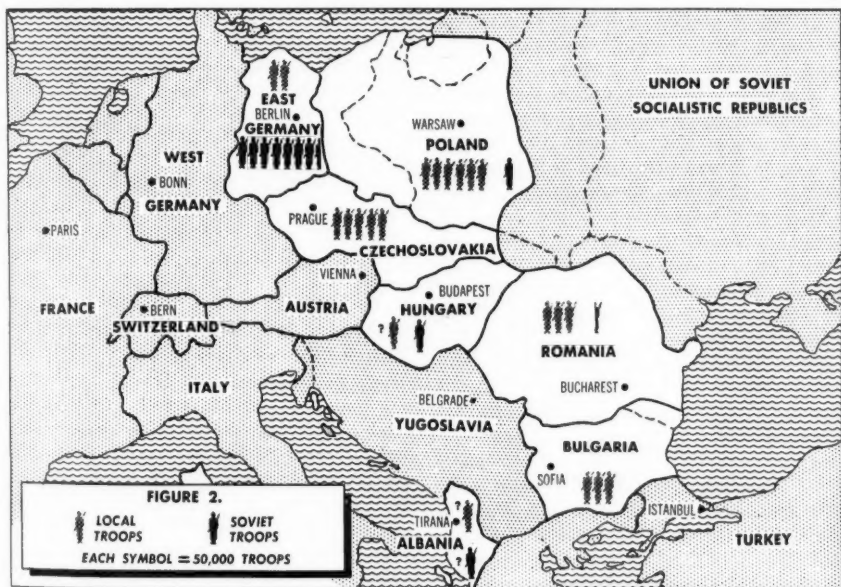 UNION OF SOVIET
SOCIALISTIC REPUBLICS
EAST
BERLIN
GERMANY
WARSAW
POLAND
WEST
BONN
GERMANY
PRAGUE
CZECHOSLOVAKIA
PARIS
VIENNA
BUDAPEST
FRANCE
BERN
SWITZERLAND
AUSTRIA
HUNGARY
?
ROMANIA
ITALY
BELGRADE
BUCHAREST
YUGOSLAVIA
BULGARIA
SOFIA
ISTANBUL
?
TIRANA
ALBANIA
?
TURKEY
FIGURE 2.
LOCAL
TROOPS
SOVIET
TROOPS
EACH SYMBOL = 50,000 TROOPS